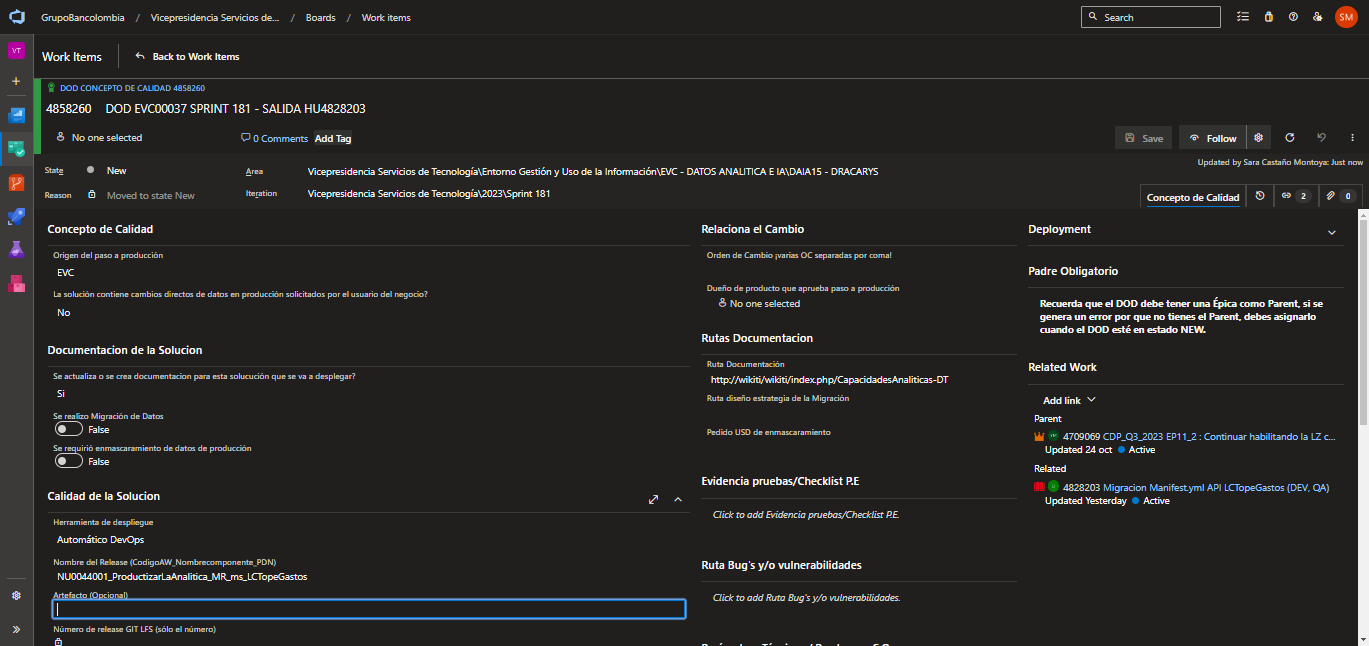 GrupoBancolombia / Vicepresidencia Servicios de... / Boards / Work items
Search
SM
VT
Work Items
Back to Work Items
DOD CONCEPTO DE CALIDAD 4858260
4858260 DOD EVC00037 SPRINT 181 - SALIDA HU4828203
No one selected
0 Comments
Add Tag
Save
Follow
Updated by Sara Castaño Montoya: Just now
State
New
Area
Vicepresidencia Servicios de Tecnología\Entorno Gestión y Uso de la Información\EVC - DATOS ANALITICA E IA\DAIA15 - DRACARYS
Reason
Moved to state New
Iteration
Vicepresidencia Servicios de Tecnología\2023\Sprint 181
Concepto de Calidad
2
0
Concepto de Calidad
Origen del paso a producción
EVC
La solución contiene cambios directos de datos en producción solicitados por el usuario del negocio?
No
Documentacion de la Solucion
Se actualiza o se crea documentacion para esta solucución que se va a desplegar?
Si
Se realizo Migración de Datos
False
Se requirió enmascaramiento de datos de producción
False
Calidad de la Solucion
Herramienta de despliegue
Automático DevOps
Nombre del Release (CodigoAW_Nombrecomponente_PDN)
NU0044001_ProductizarLaAnalitica_MR_ms_LCTopeGastos
Artefacto (Opcional)
Número de release GIT LFS (sólo el número)
Relaciona el Cambio
Orden de Cambio ¡varias OC separadas por coma!
Dueño de producto que aprueba paso a producción
No one selected
Rutas Documentacion
Ruta Documentación
http://wikiti/wikiti/index.php/CapacidadesAnaliticas-DT
Ruta diseño estrategia de la Migración
Pedido USD de enmascaramiento
Evidencia pruebas/Checklist P.E
Click to add Evidencia pruebas/Checklist P.E.
Ruta Bug's y/o vulnerabilidades
Click to add Ruta Bug's y/o vulnerabilidades.
Deployment
Padre Obligatorio
Recuerda que el DOD debe tener una Épica como Parent, si se
genera un error por que no tienes el Parent, debes asignarlo
cuando el DOD esté en estado NEW.
Related Work
Add link
Parent
4709069 CDP_Q3_2023 EP11_2 : Continuar habilitando la LZ c...
Updated 24 oct Active
Related
4828203 Migracion Manifest.yml API LCTopeGastos (DEV, QA)
Updated Yesterday Active